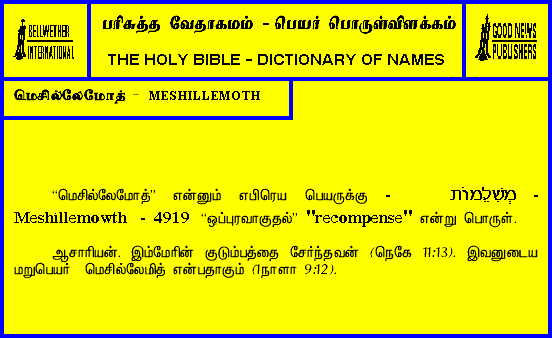 BELLWETHER
INTERNATIONAL
பரிசுத்த வேதாகமம் - பெயர் பொருள்விளக்கம்
THE HOLY BIBLE - DICTIONARY OF NAMES
GOOD NEWS
PUBLISHERS
மெசில்லேமோத் - MESHILLEMOTH
“மெசில்லேமோத்” என்னும் எபிரெய பெயருக்கு - מְשִׁלֵּמוֹת -
Meshillemowth - 4919 “ஒப்புரவாகுதல்” "recompense" என்று பொருள்.
ஆசாரியன். இம்மேரின் குடும்பத்தை சேர்ந்தவன் (நெகே 11:13). இவனுடைய
மறுபெயர் மெசில்லேமித் என்பதாகும் (1நாளா 9:12).